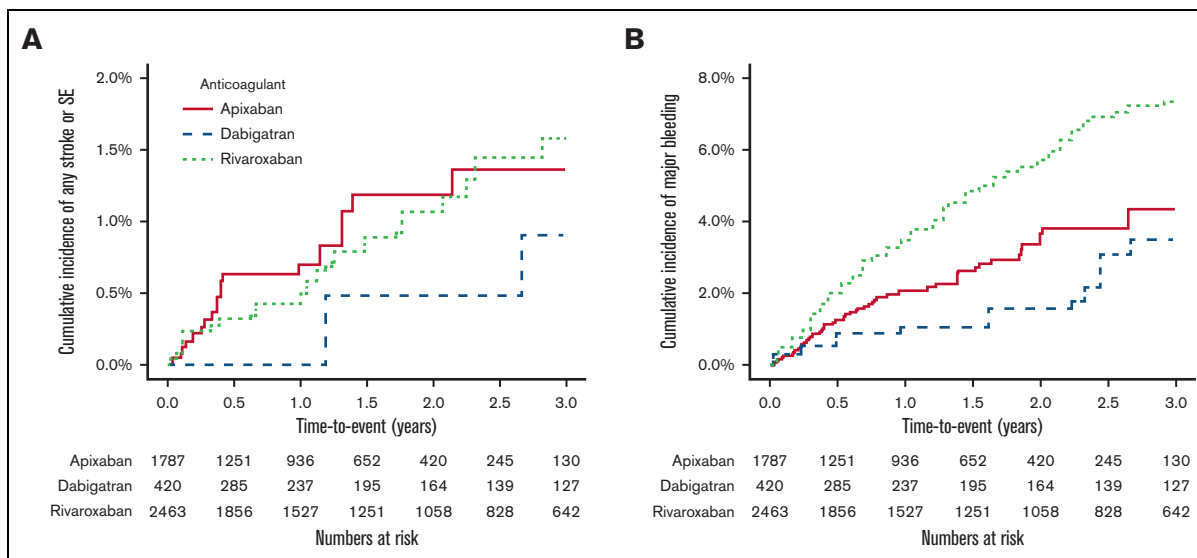 A
Cumulative incidence of any stroke or SE
2.0%
1.5%
1.0%
0.5%
0.0%
Anticoagulant
Apixaban
Dabigatran
Rivaroxaban
0.0 0.5 1.0 1.5 2.0 2.5 3.0
Time-to-event (years)
Apixaban 1787 1251 936 652 420 245 130
Dabigatran 420 285 237 195 164 139 127
Rivaroxaban 2463 1856 1527 1251 1058 828 642
Numbers at risk
B
Cumulative incidence of major bleeding
8.0%
6.0%
4.0%
2.0%
0.0%
0.0 0.5 1.0 1.5 2.0 2.5 3.0
Time-to-event (years)
Apixaban 1787 1251 936 652 420 245 130
Dabigatran 420 285 237 195 164 139 127
Rivaroxaban 2463 1856 1527 1251 1058 828 642
Numbers at risk